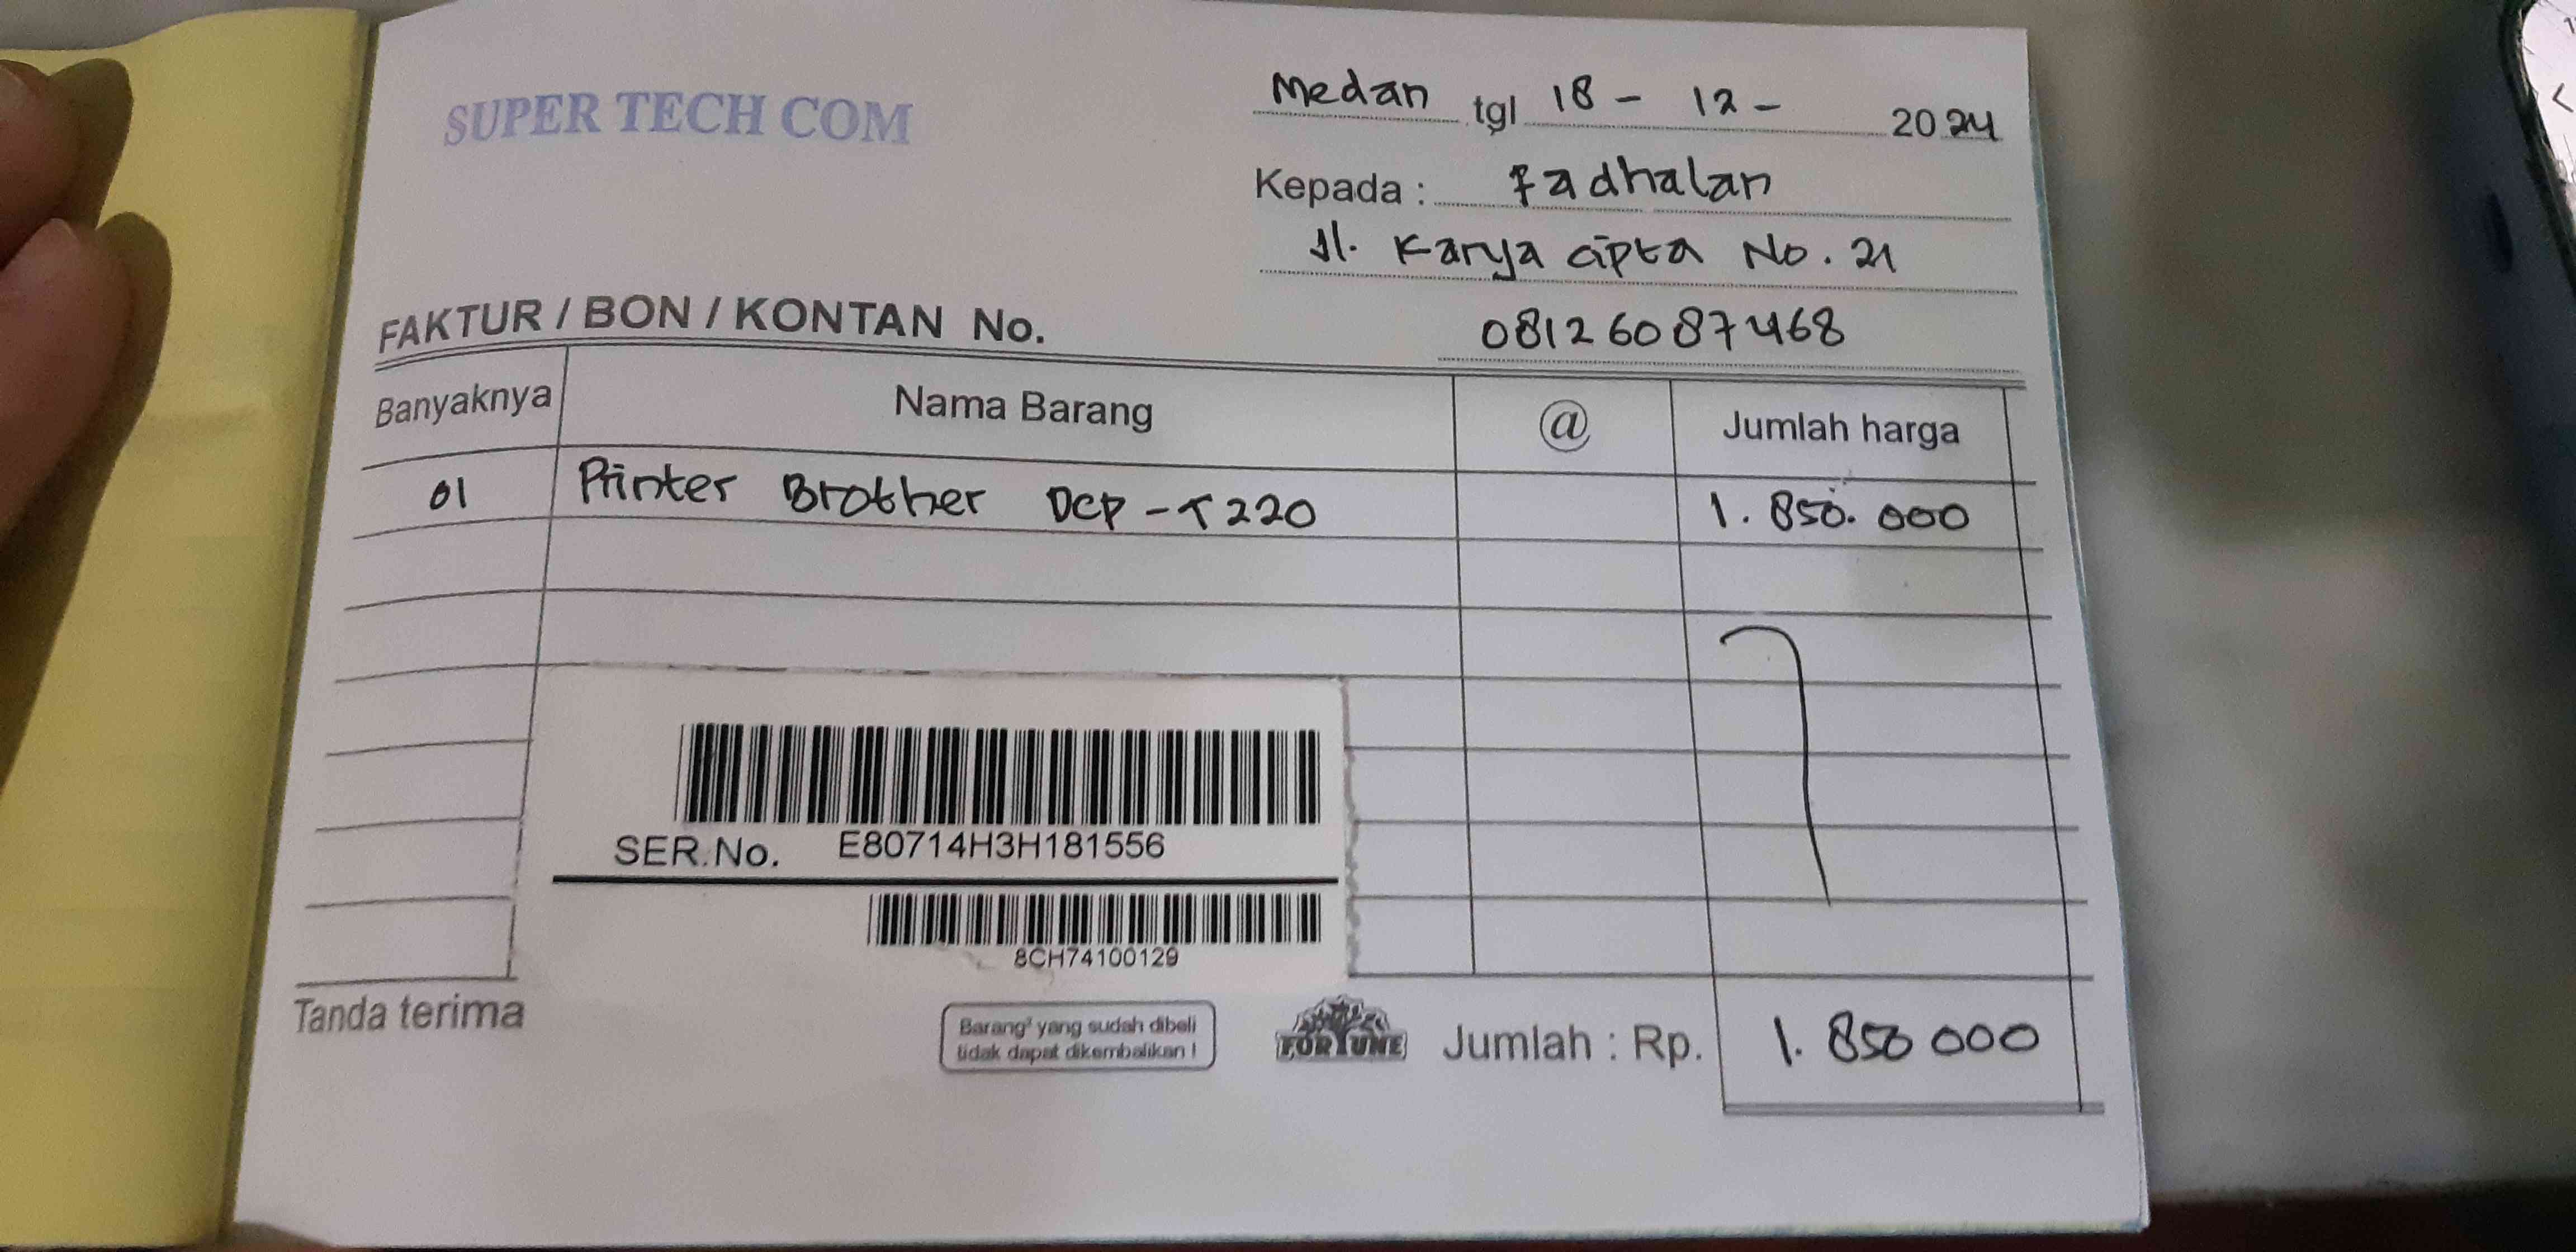 SUPER TECH COM
Medan tgl 18 - 12 - 2024
Kepada : Fadhalan
Jl. Karya cipta No. 21
08126087468
FAKTUR / BON / KONTAN No.
Banyaknya Nama Barang @ Jumlah harga
01 Printer Brother DCP-T220 1.850.000
SER.No. E80714H3H181556
8CH74100129
Tanda terima
Barang² yang sudah dibeli
tidak dapat dikembalikan !
FORTUNE
Jumlah : Rp. 1.850 000